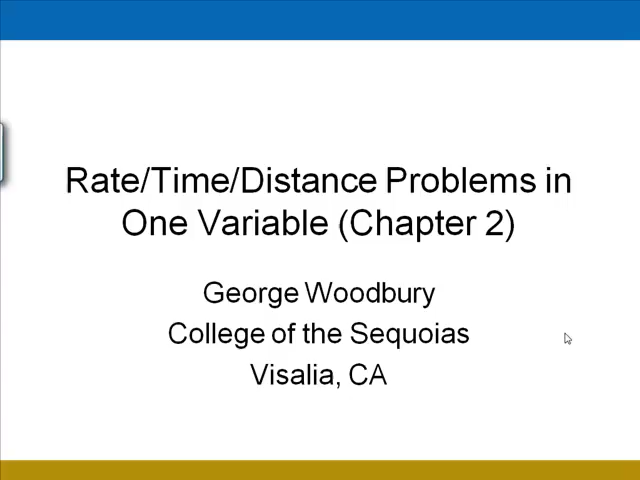 Rate/Time/Distance Problems in
One Variable (Chapter 2)
George Woodbury
College of the Sequoias
Visalia, CA